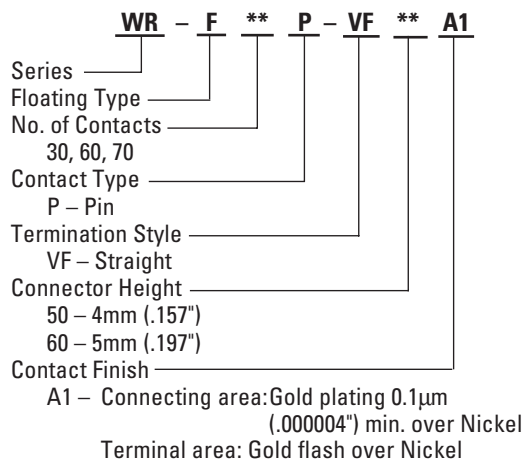 WR – F ** P – VF ** A1
Series
Floating Type
No. of Contacts
30, 60, 70
Contact Type
P – Pin
Termination Style
VF – Straight
Connector Height
50 – 4mm (.157")
60 – 5mm (.197")
Contact Finish
A1 – Connecting area:Gold plating 0.1µm
(.000004") min. over Nickel
Terminal area: Gold flash over Nickel